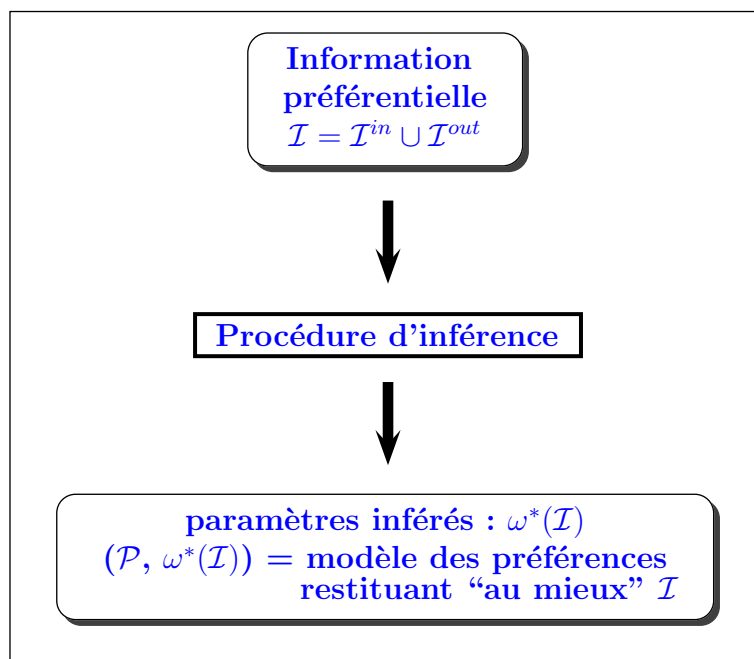 Information
préférentielle
ℐ = ℐ^{in} ∪ ℐ^{out}
Procédure d'inférence
paramètres inférés : ω*(ℐ)
(𝒫, ω*(ℐ)) = modèle des préférences
restituant “au mieux” ℐ